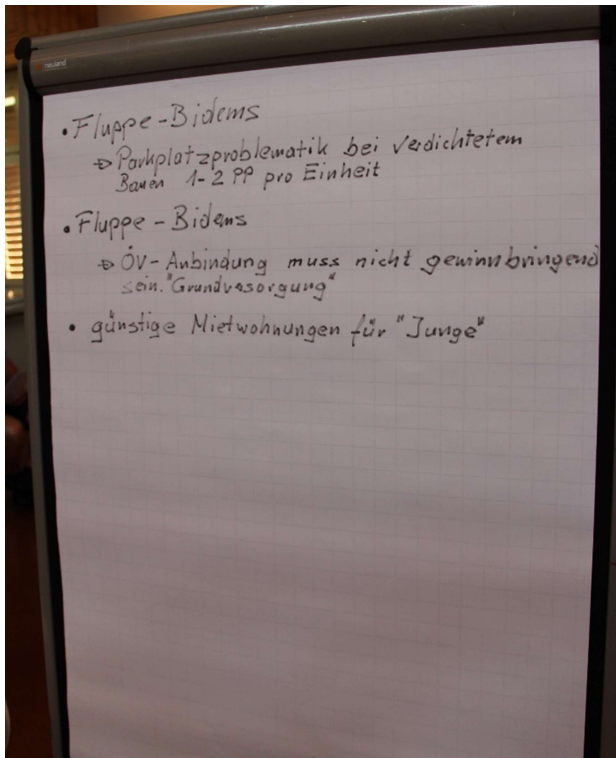 neuland
• Fluppe-Bidems
⇒ Parkplatzproblematik bei verdichtetem
Bauen 1-2 PP pro Einheit
• Fluppe-Bidems
⇒ ÖV-Anbindung muss nicht gewinnbringend
sein. "Grundversorgung"
• günstige Mietwohnungen für "Junge"